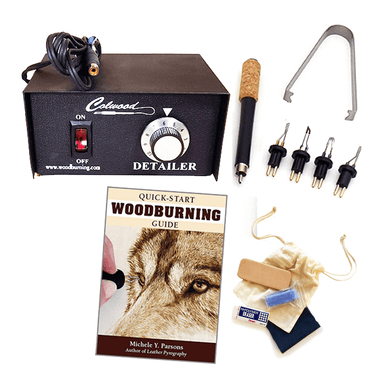 Colwood
ON
OFF
www.woodburning.com
DETAILER
QUICK-START
WOODBURNING
GUIDE
Michele Y. Parsons
Author of Leather Pyrography